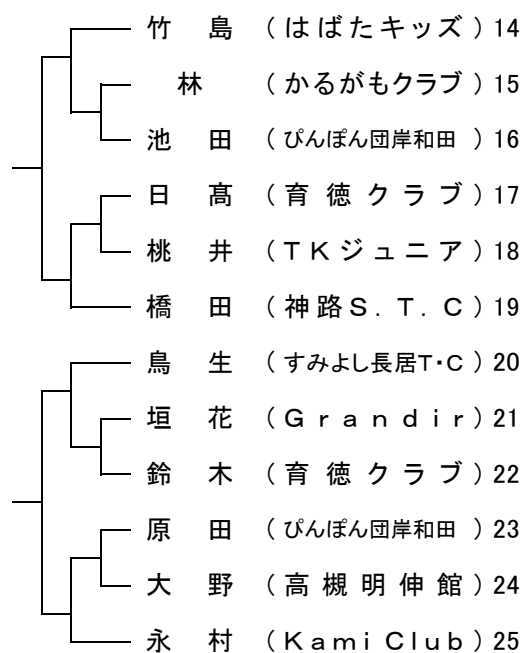 竹島（はばたキッズ）14
林（かるがもクラブ）15
池田（ぴんぽん団岸和田）16
日髙（育徳クラブ）17
桃井（ＴＫジュニア）18
橋田（神路Ｓ．Ｔ．Ｃ）19
鳥生（すみよし長居T･C）20
垣花（Ｇｒａｎｄｉｒ）21
鈴木（育徳クラブ）22
原田（ぴんぽん団岸和田）23
大野（高槻明伸館）24
永村（ＫａｍｉＣｌｕｂ）25